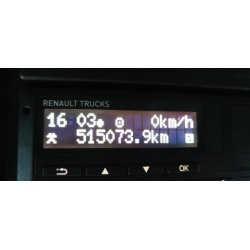 RENAULT TRUCKS
16:03 0km/h
515073.9km
OK